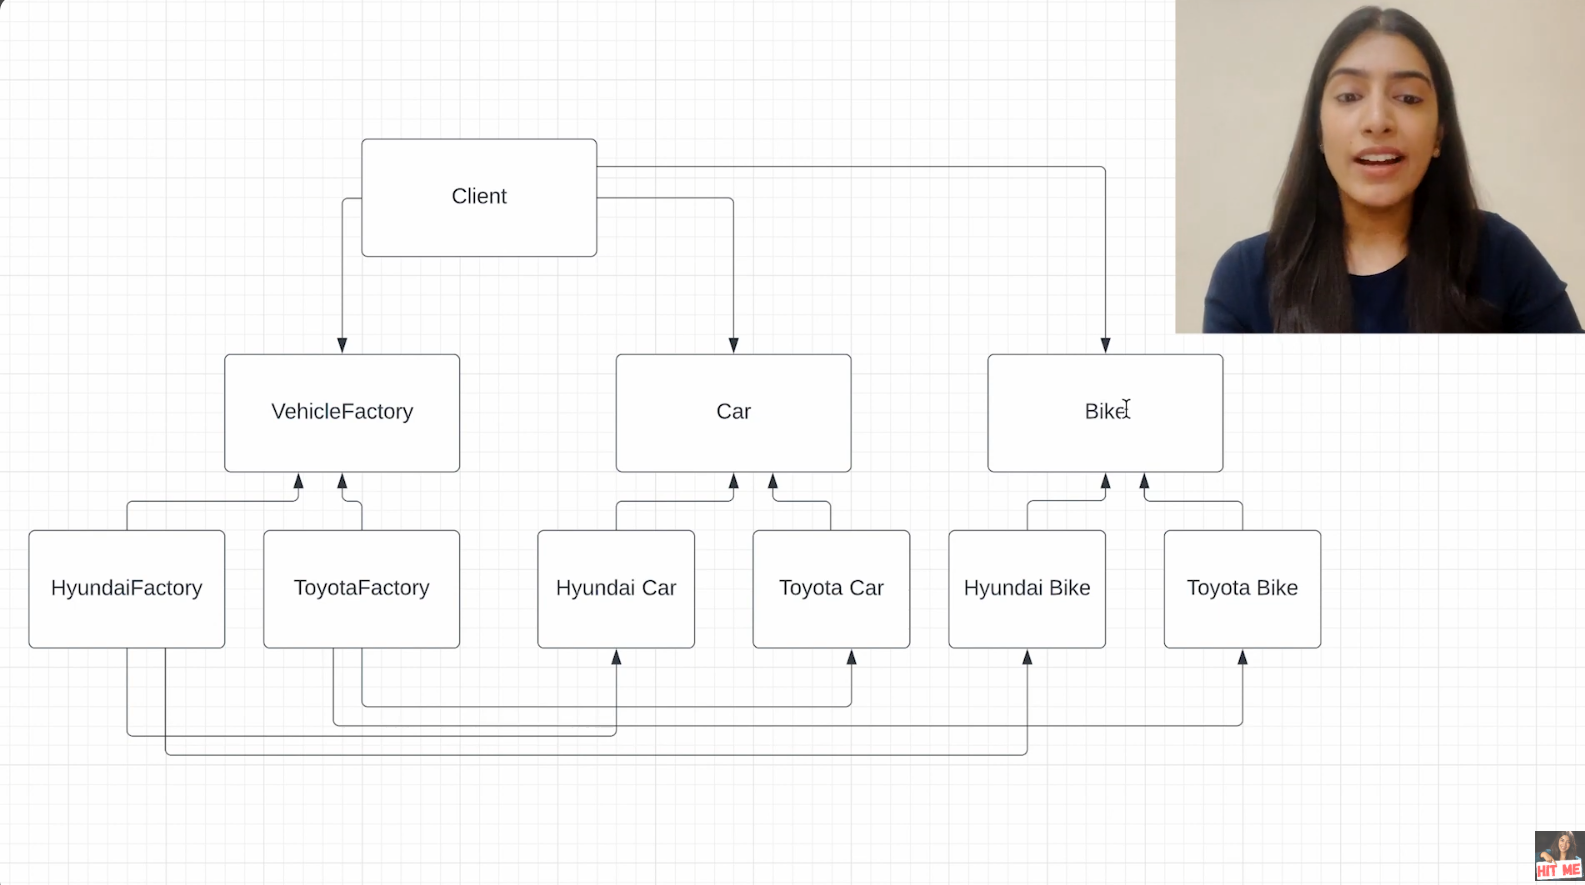 Client
VehicleFactory
Car
Bike
HyundaiFactory
ToyotaFactory
Hyundai Car
Toyota Car
Hyundai Bike
Toyota Bike
HIT ME